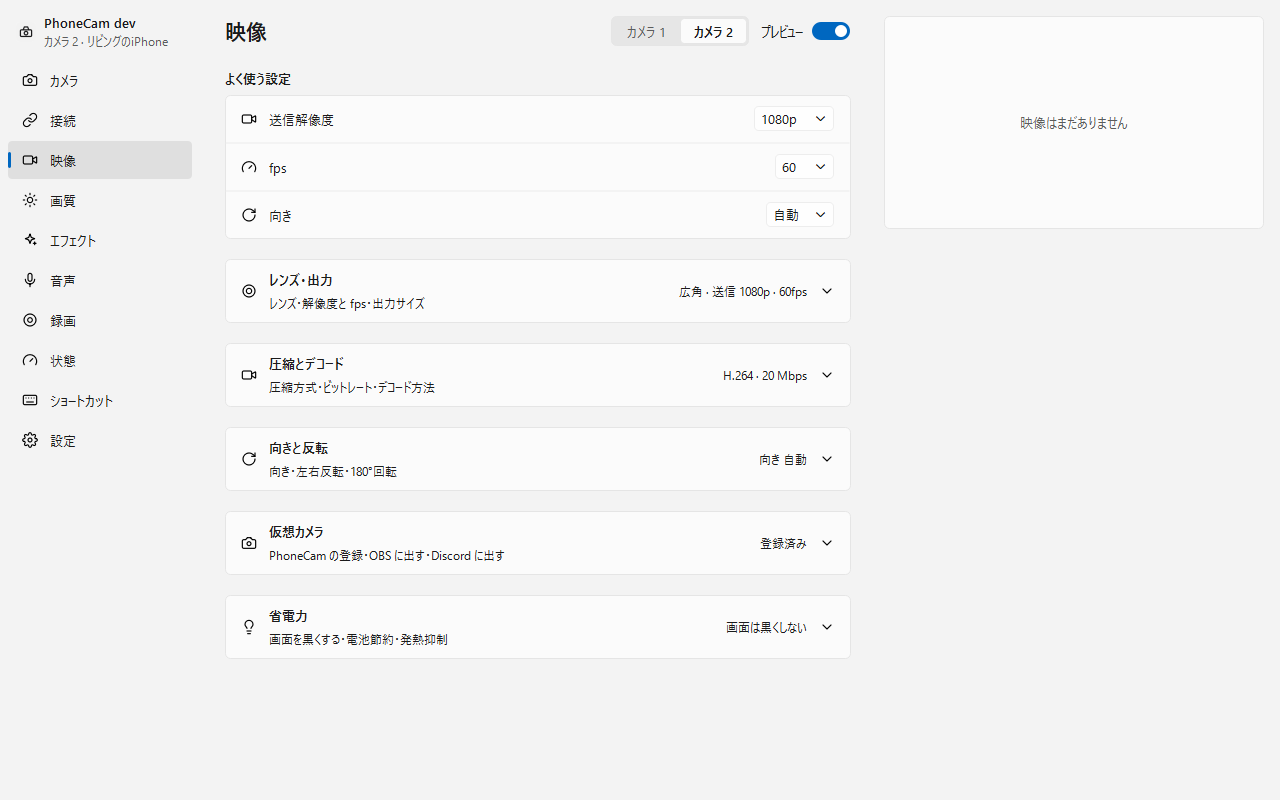 PhoneCam dev
カメラ 2 · リビングのiPhone
カメラ
接続
映像
画質
エフェクト
音声
録画
状態
ショートカット
設定
映像
カメラ 1
カメラ 2
プレビュー
よく使う設定
送信解像度
1080p
fps
60
向き
自動
レンズ・出力
レンズ・解像度と fps・出力サイズ
広角 · 送信 1080p · 60fps
圧縮とデコード
圧縮方式・ビットレート・デコード方法
H.264 · 20 Mbps
向きと反転
向き・左右反転・180°回転
向き 自動
仮想カメラ
PhoneCam の登録・OBS に出す・Discord に出す
登録済み
省電力
画面を黒くする・電池節約・発熱抑制
画面は黒くしない
映像はまだありません